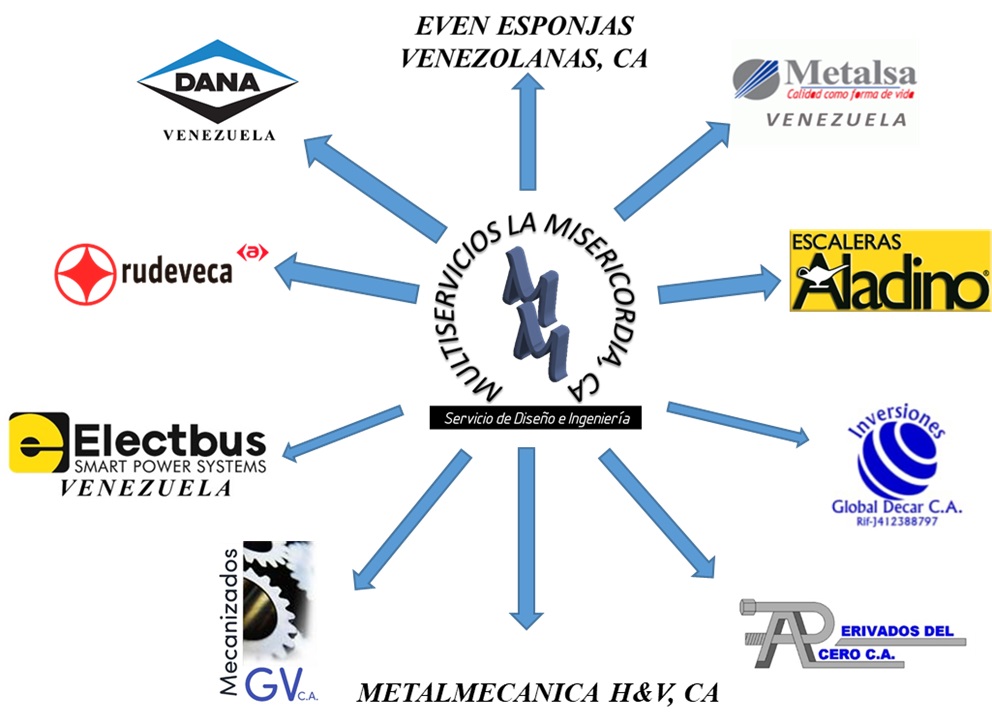 EVEN ESPONJAS
VENEZOLANAS, CA
DANA
VENEZUELA
Metalsa
Calidad como forma de vida
VENEZUELA
rudeveca
(a)
MULTISERVICIOS LA MISERICORDIA, CA
Servicio de Diseño e Ingeniería
ESCALERAS
Aladino®
e Electbus
SMART POWER SYSTEMS
VENEZUELA
Inversiones
Global Decar C.A.
Rif-J412388797
Mecanizados
GV C.A.
METALMECANICA H&V, CA
DERIVADOS DEL
ACERO C.A.